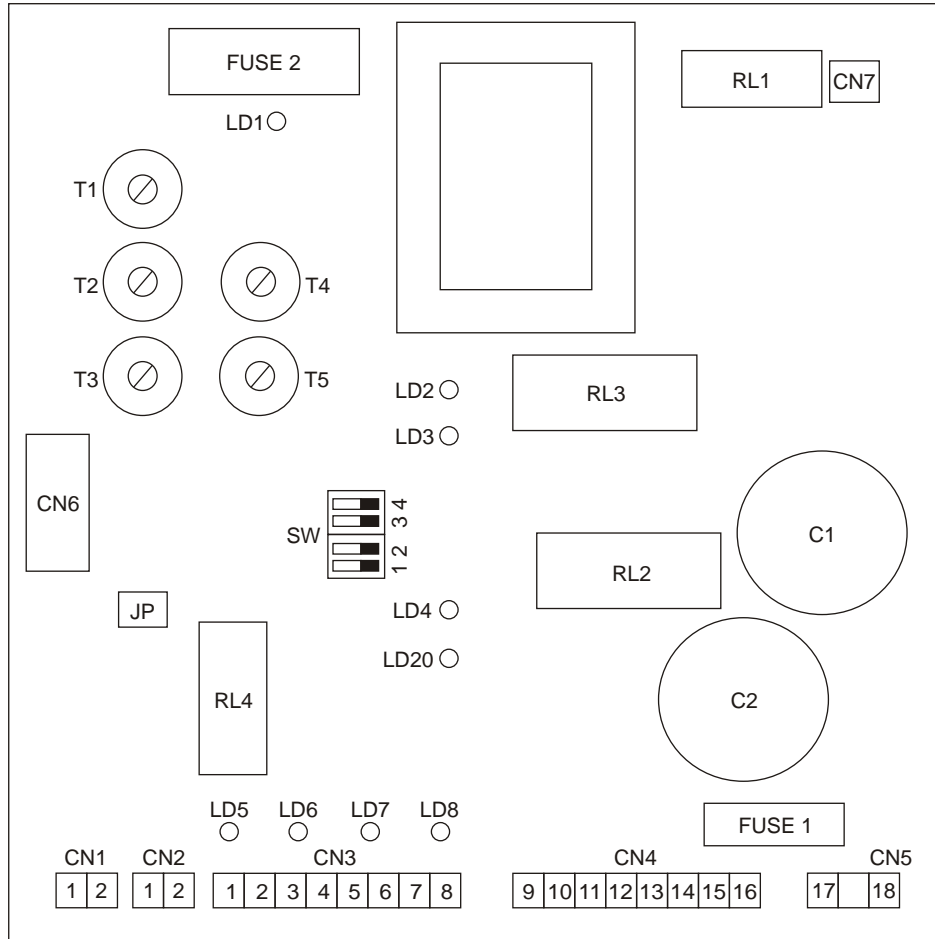 FUSE 2
RL1
CN7
LD1
T1
T2
T4
T3
T5
LD2
RL3
LD3
CN6
SW
3 4
1 2
C1
RL2
JP
LD4
LD20
RL4
C2
LD5 LD6 LD7 LD8
FUSE 1
CN1 CN2 CN3 CN4 CN5
1 2 1 2 1 2 3 4 5 6 7 8 9 10 11 12 13 14 15 16 17 18